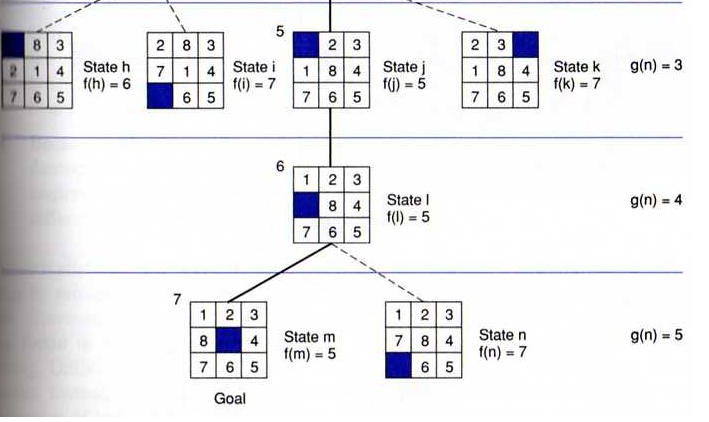 5
8 3
2 1 4
7 6 5
State h
f(h) = 6
2 8 3
7 1 4
6 5
State i
f(i) = 7
2 3
1 8 4
7 6 5
State j
f(j) = 5
2 3
1 8 4
7 6 5
State k
f(k) = 7
g(n) = 3
6
1 2 3
8 4
7 6 5
State l
f(l) = 5
g(n) = 4
7
1 2 3
8 4
7 6 5
State m
f(m) = 5
Goal
1 2 3
7 8 4
6 5
State n
f(n) = 7
g(n) = 5